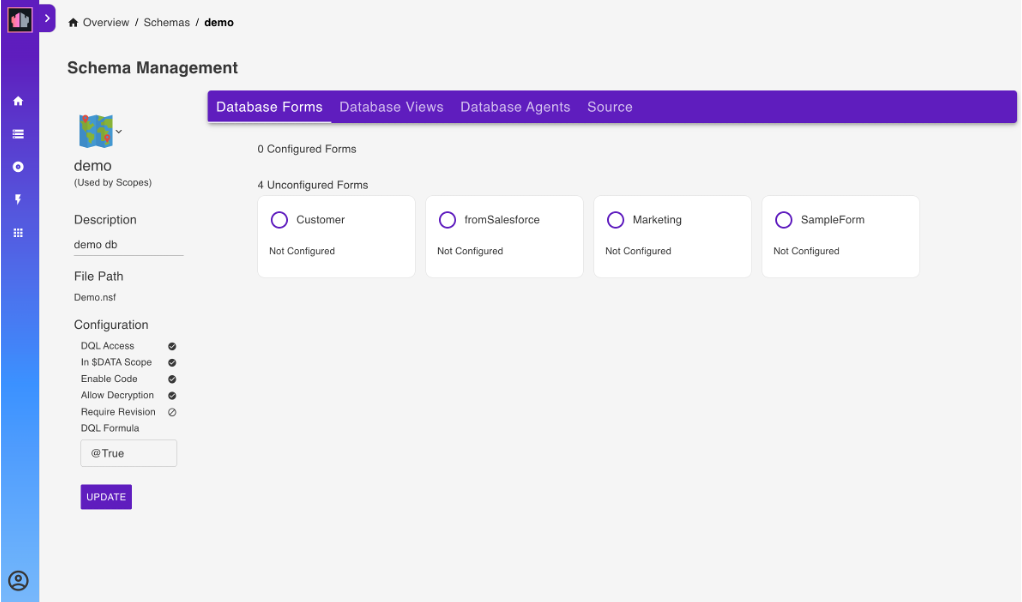 Overview / Schemas / demo
Schema Management
Database Forms Database Views Database Agents Source
demo
(Used by Scopes)
Description
demo db
File Path
Demo.nsf
Configuration
DQL Access
In $DATA Scope
Enable Code
Allow Decryption
Require Revision
DQL Formula
@True
UPDATE
0 Configured Forms
4 Unconfigured Forms
Customer
Not Configured
fromSalesforce
Not Configured
Marketing
Not Configured
SampleForm
Not Configured